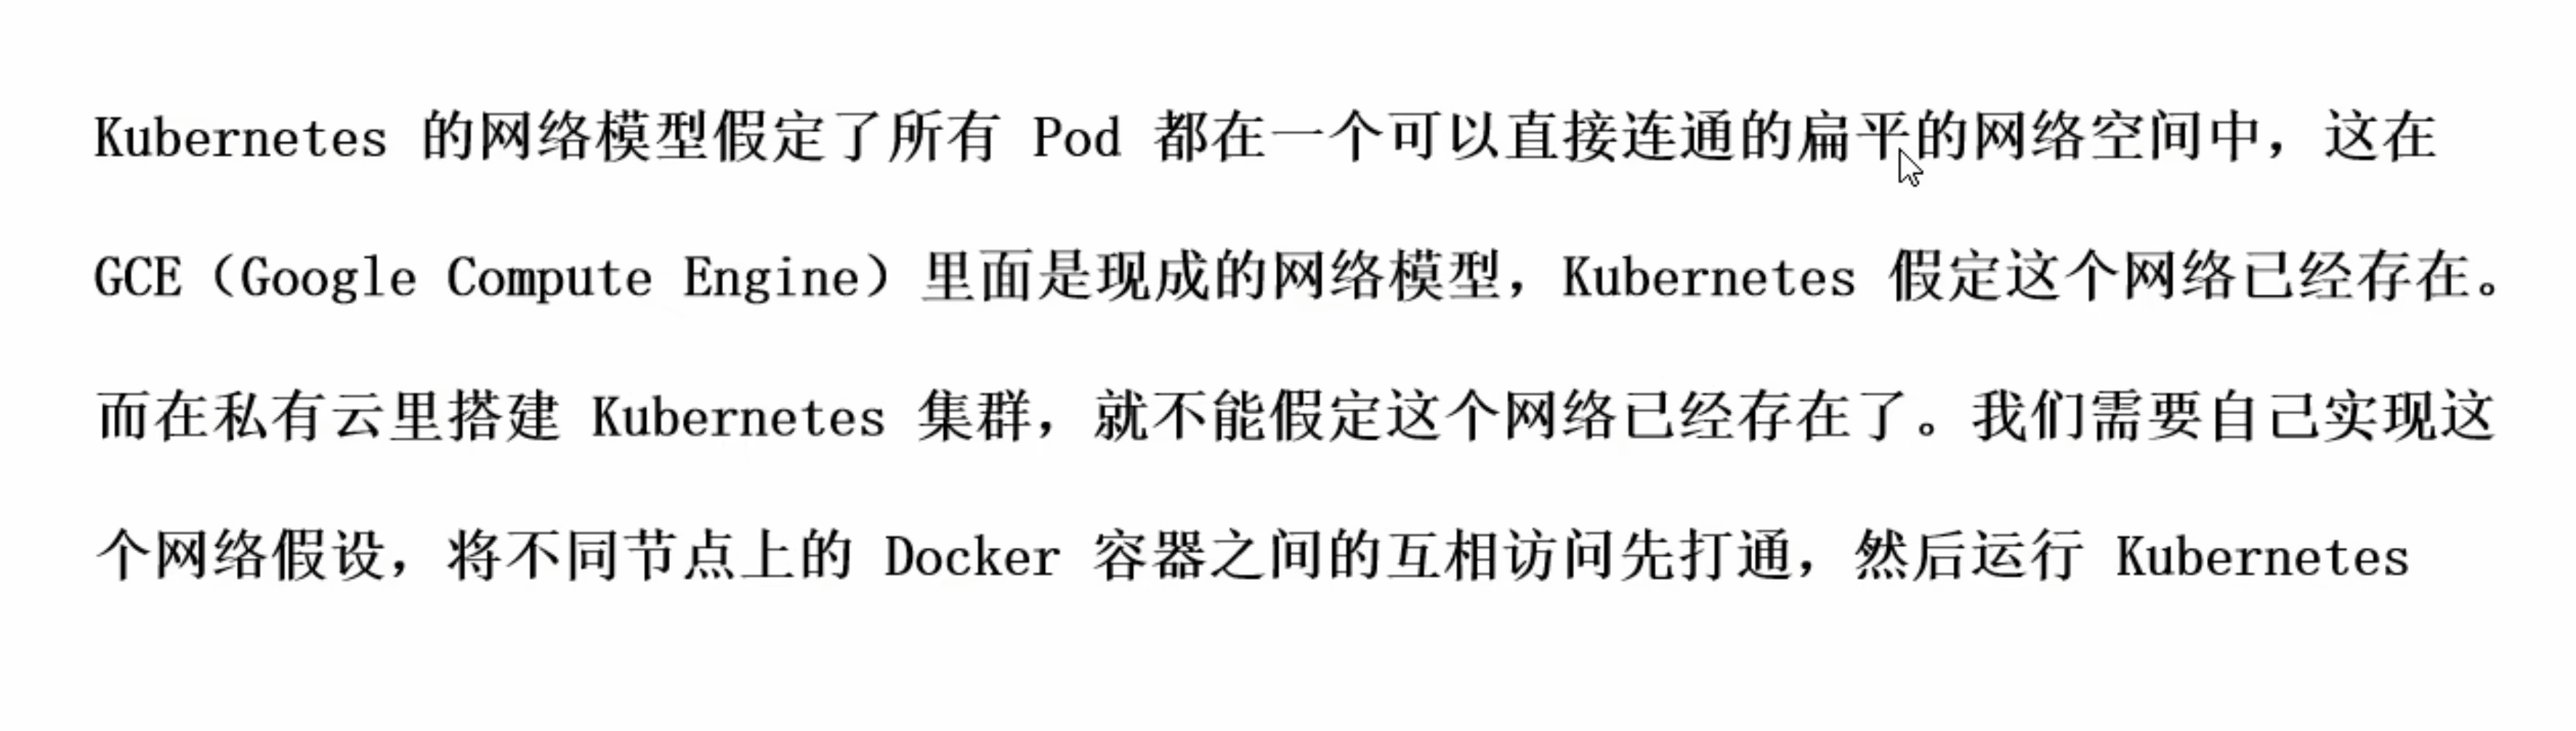 Kubernetes 的网络模型假定了所有 Pod 都在一个可以直接连通的扁平的网络空间中，这在
GCE（Google Compute Engine）里面是现成的网络模型，Kubernetes 假定这个网络已经存在。
而在私有云里搭建 Kubernetes 集群，就不能假定这个网络已经存在了。我们需要自己实现这
个网络假设，将不同节点上的 Docker 容器之间的互相访问先打通，然后运行 Kubernetes